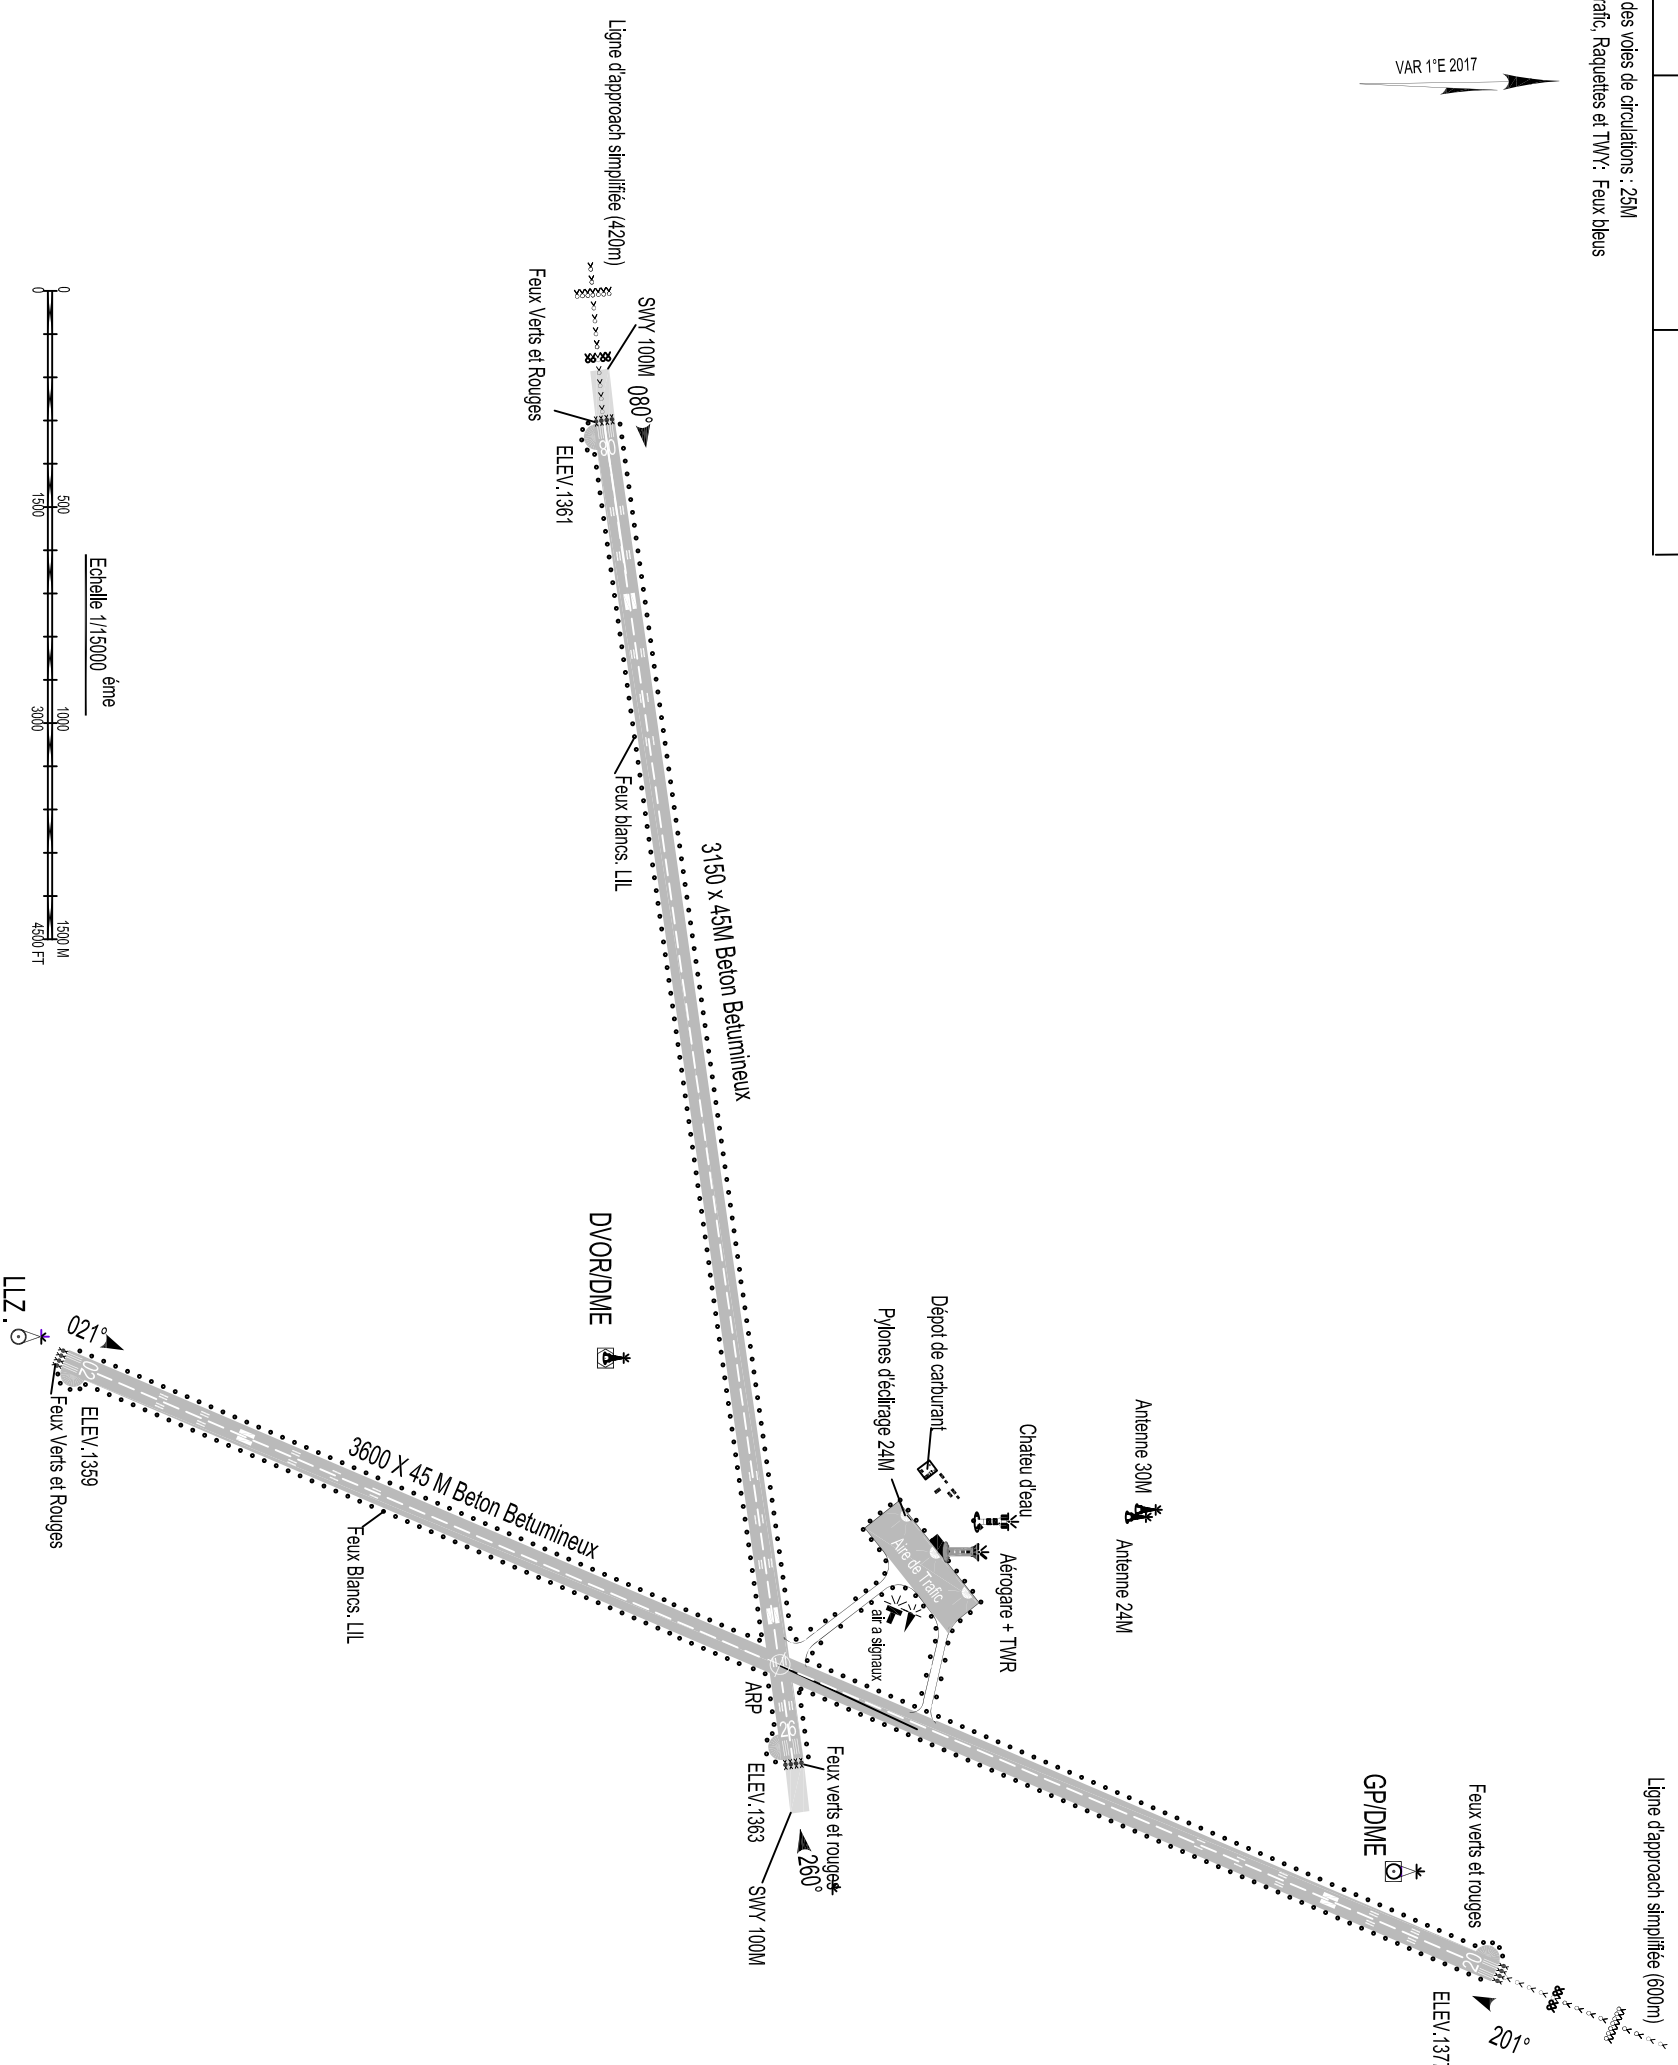 des voies de circulations : 25M
rafic, Raquettes et TWY: Feux bleus
VAR 1°E 2017
Ligne d'approach simplifiée (600m)
201°
ELEV.137
20
Feux verts et rouges
GP/DME
Antenne 30M
Antenne 24M
Chateu d'eau
Aérogare + TWR
Dépot de carburant
Pylones d'éclirage 24M
Aire de Trafic
air a signaux
Feux verts et rouges
260°
SWY 100M
26
ELEV.1363
ARP
3150 x 45M Beton Betumineux
Ligne d'approach simplifiée (420m)
SWY 100M
080°
80
Feux Verts et Rouges
ELEV.1361
Feux blancs. LIL
DVOR/DME
3600 X 45 M Beton Betumineux
Feux Blancs. LIL
LLZ.
021°
02
ELEV.1359
Feux Verts et Rouges
Echelle 1/15000 éme
0 500 1000 1500 M
0 1500 3000 4500 FT